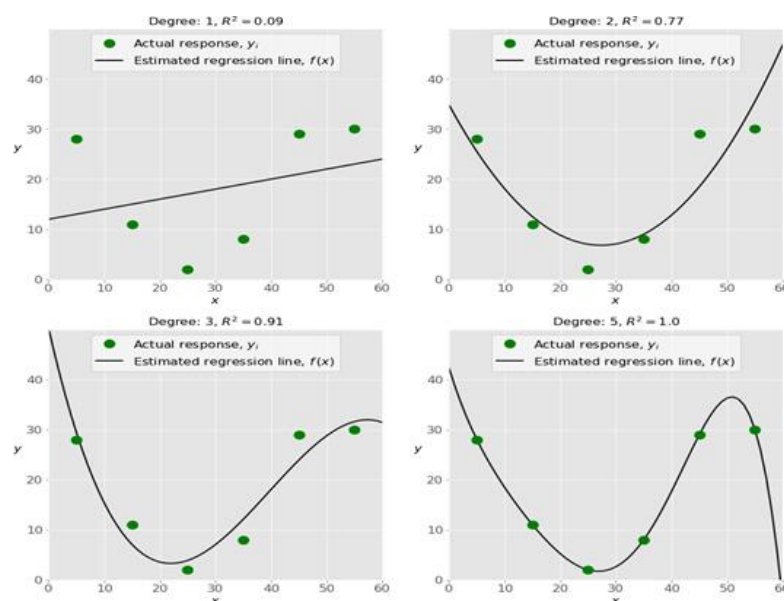 Degree: 1, R² = 0.09
Actual response, yᵢ
Estimated regression line, f(x)
40
30
y
20
10
0
0 10 20 30 40 50 60
x
Degree: 2, R² = 0.77
Actual response, yᵢ
Estimated regression line, f(x)
40
30
y
20
10
0
0 10 20 30 40 50 60
x
Degree: 3, R² = 0.91
Actual response, yᵢ
Estimated regression line, f(x)
40
30
y
20
10
0
0 10 20 30 40 50 60
x
Degree: 5, R² = 1.0
Actual response, yᵢ
Estimated regression line, f(x)
40
30
y
20
10
0
0 10 20 30 40 50 60
x